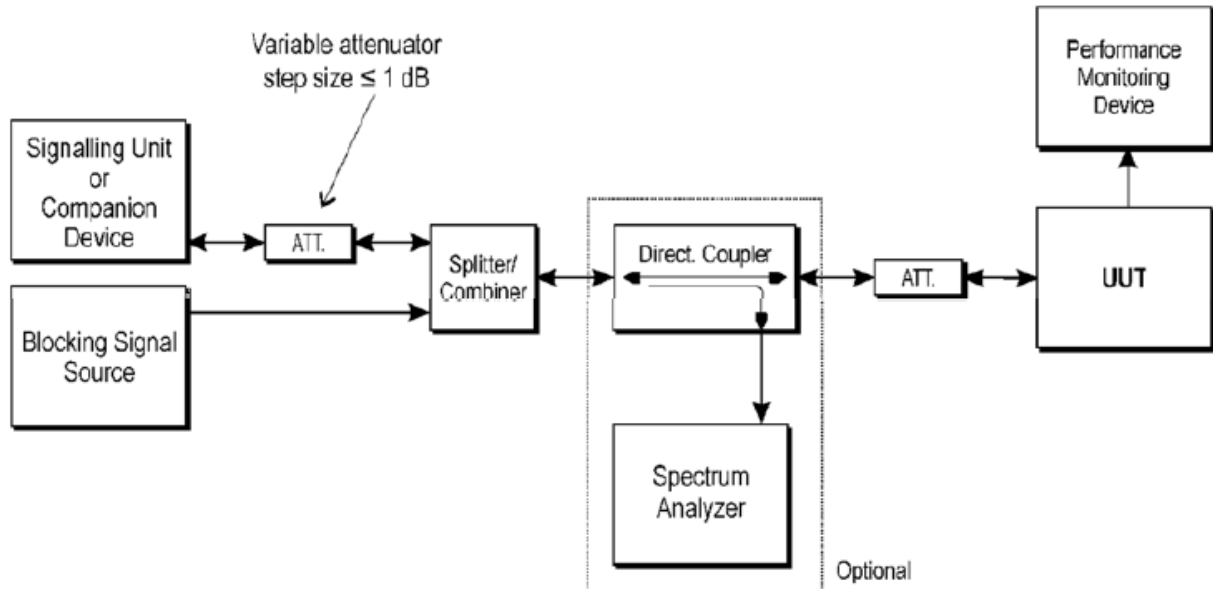 Variable attenuator
step size ≤ 1 dB
Signalling Unit
or
Companion
Device
ATT.
Splitter/
Combiner
Blocking Signal
Source
Direct. Coupler
Spectrum
Analyzer
Optional
ATT.
Performance
Monitoring
Device
UUT